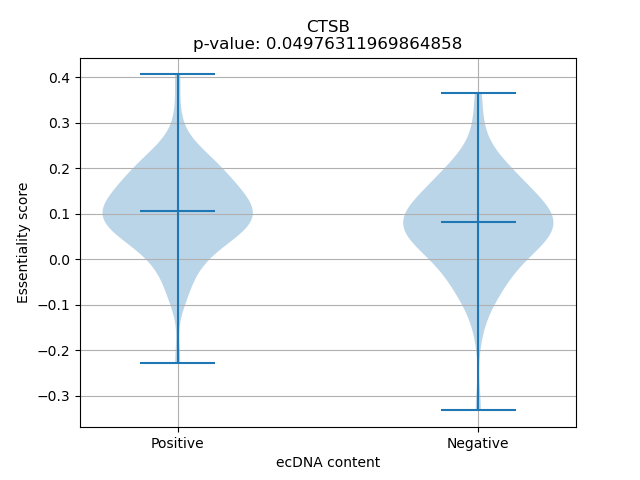 CTSB
p-value: 0.04976311969864858
0.4
0.3
0.2
0.1
0.0
−0.1
−0.2
−0.3
Essentiality score
Positive
Negative
ecDNA content